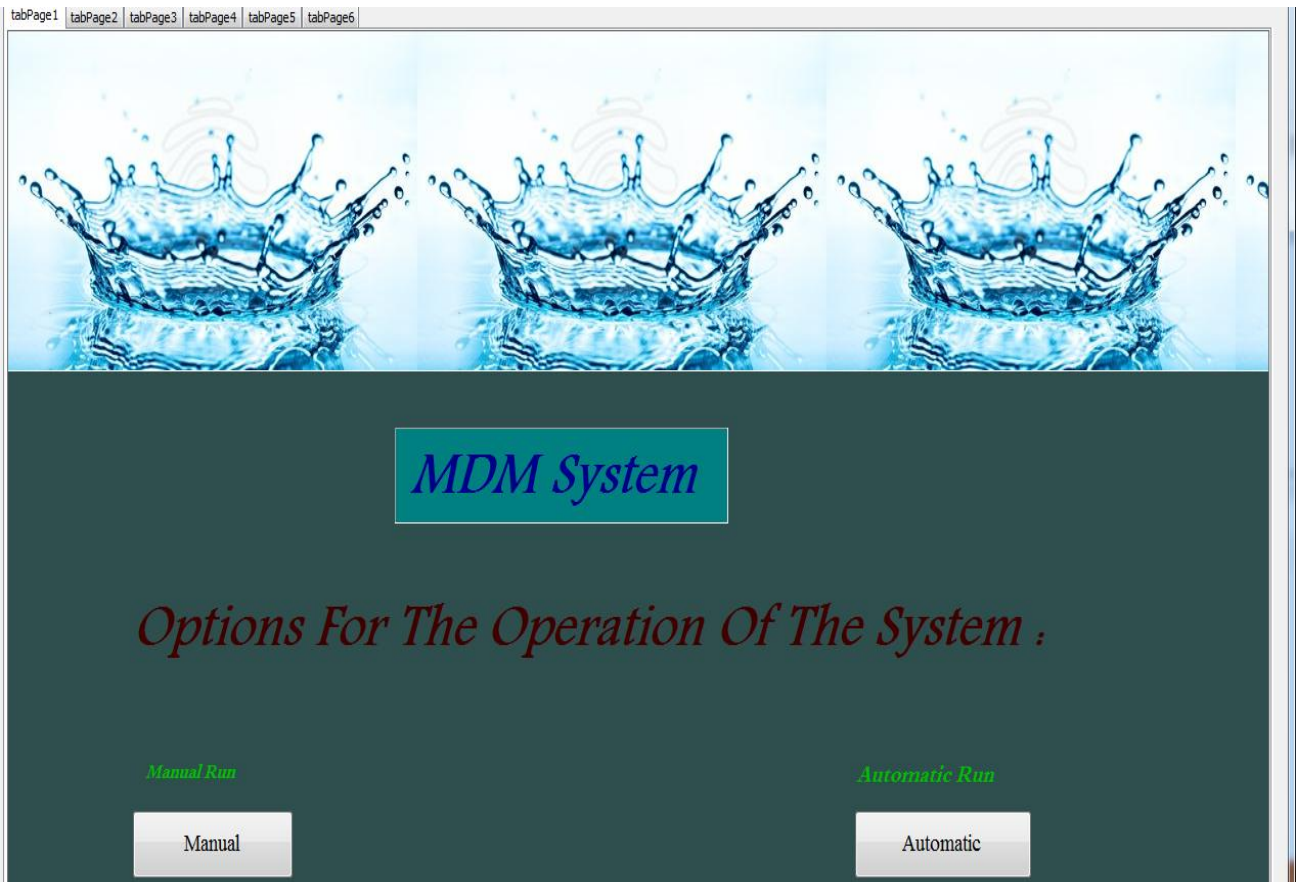 tabPage1 tabPage2 tabPage3 tabPage4 tabPage5 tabPage6
MDM System
Options For The Operation Of The System :
Manual Run Automatic Run
Manual Automatic